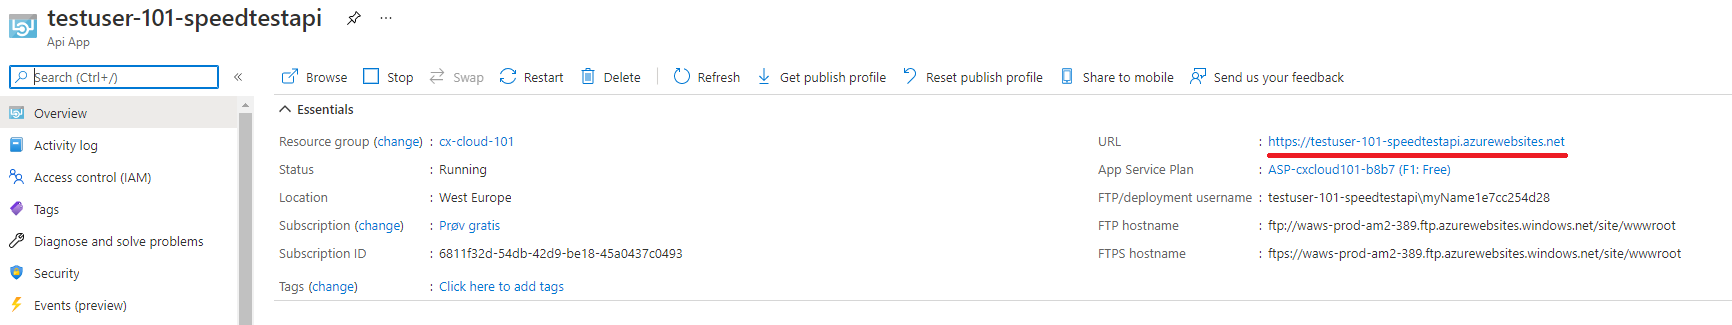 testuser-101-speedtestapi
Api App
Search (Ctrl+/)
Browse Stop Swap Restart Delete Refresh Get publish profile Reset publish profile Share to mobile Send us your feedback
Overview
Activity log
Access control (IAM)
Tags
Diagnose and solve problems
Security
Events (preview)
Essentials
Resource group (change) : cx-cloud-101
Status : Running
Location : West Europe
Subscription (change) : Prøv gratis
Subscription ID : 6811f32d-54db-42d9-be18-45a0437c0493
Tags (change) : Click here to add tags
URL : https://testuser-101-speedtestapi.azurewebsites.net
App Service Plan : ASP-cxcloud101-b8b7 (F1: Free)
FTP/deployment username : testuser-101-speedtestapi\myName1e7cc254d28
FTP hostname : ftp://waws-prod-am2-389.ftp.azurewebsites.windows.net/site/wwwroot
FTPS hostname : ftps://waws-prod-am2-389.ftp.azurewebsites.windows.net/site/wwwroot